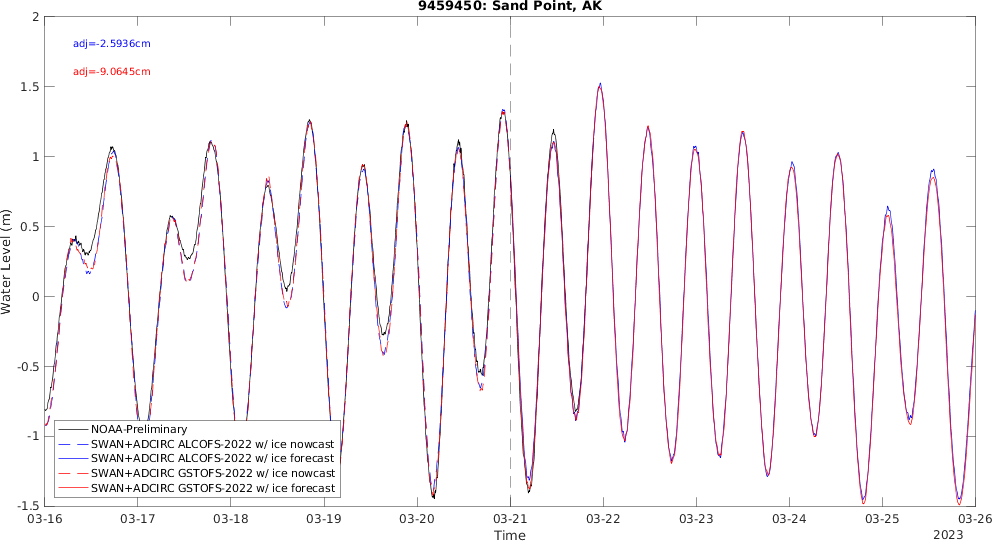 9459450: Sand Point, AK
adj=-2.5936cm
adj=-9.0645cm
2
1.5
1
0.5
0
-0.5
-1
-1.5
Water Level (m)
NOAA-Preliminary
SWAN+ADCIRC ALCOFS-2022 w/ ice nowcast
SWAN+ADCIRC ALCOFS-2022 w/ ice forecast
SWAN+ADCIRC GSTOFS-2022 w/ ice nowcast
SWAN+ADCIRC GSTOFS-2022 w/ ice forecast
03-16 03-17 03-18 03-19 03-20 03-21 03-22 03-23 03-24 03-25 03-26
Time
2023